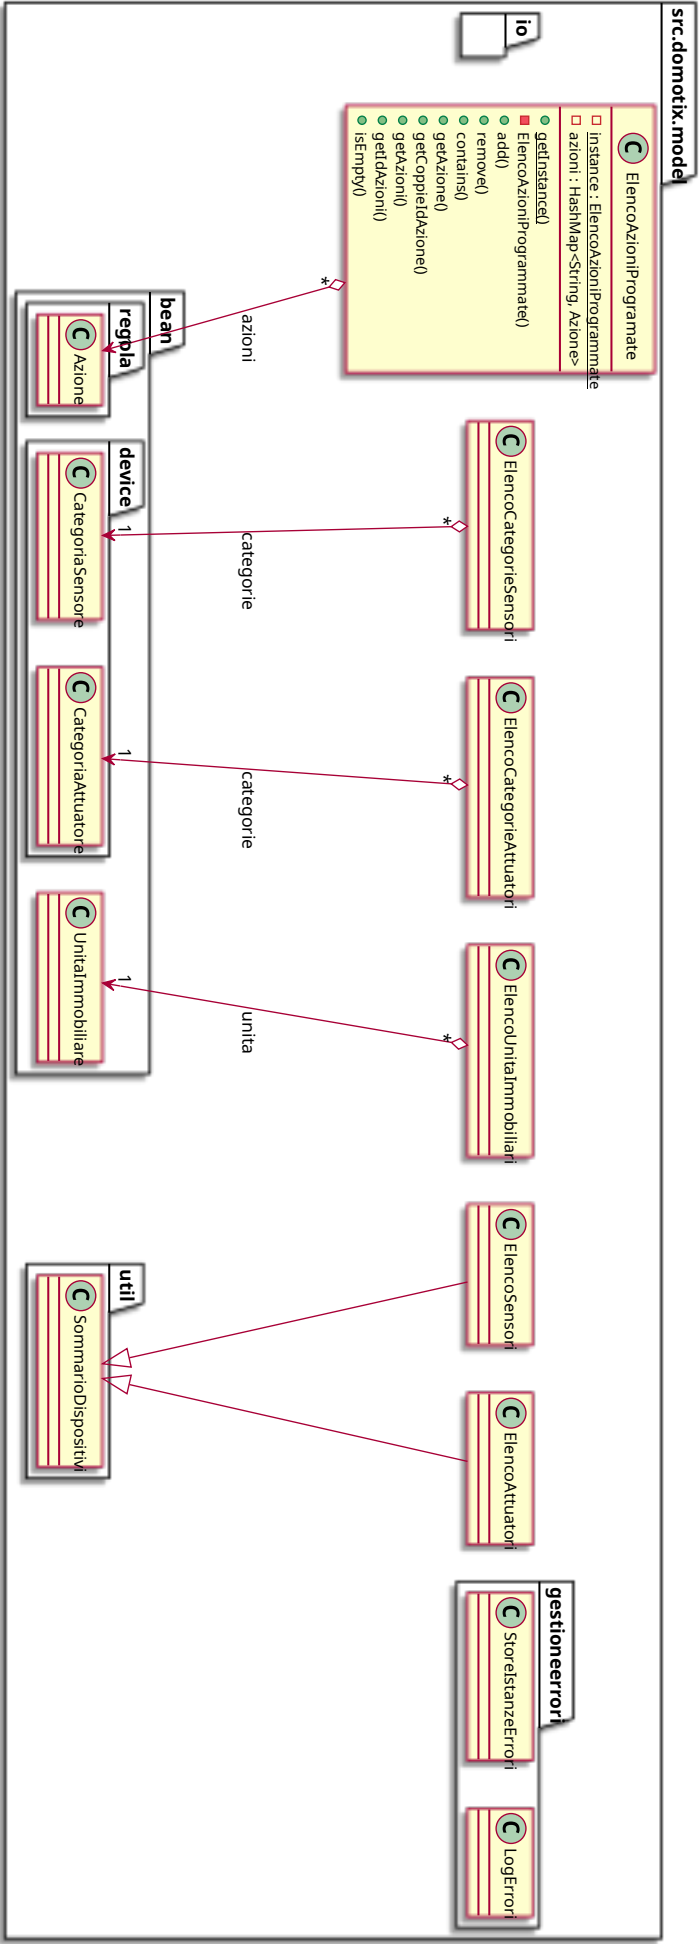 src.domotix.model
io
C ElencoAzioniProgramate
instance : ElencoAzioniProgrammate
azioni : HashMap<String, Azione>
getInstance()
ElencoAzioniProgrammate()
add()
remove()
contains()
getAzione()
getCoppieIdAzione()
getAzioni()
getIdAzioni()
isEmpty()
C ElencoCategorieSensori
C ElencoCategorieAttuatori
C ElencoUnitaImmobiliari
C ElencoSensori
C ElencoAttuatori
gestioneerrori
C StoreIstanzeErrori
C LogErrori
*
*
*
*
azioni
categorie
categorie
unita
bean
regola
C Azione
device
1
C CategoriaSensore
1
C CategoriaAttuatore
1
C UnitaImmobiliare
util
C SommarioDispositivi